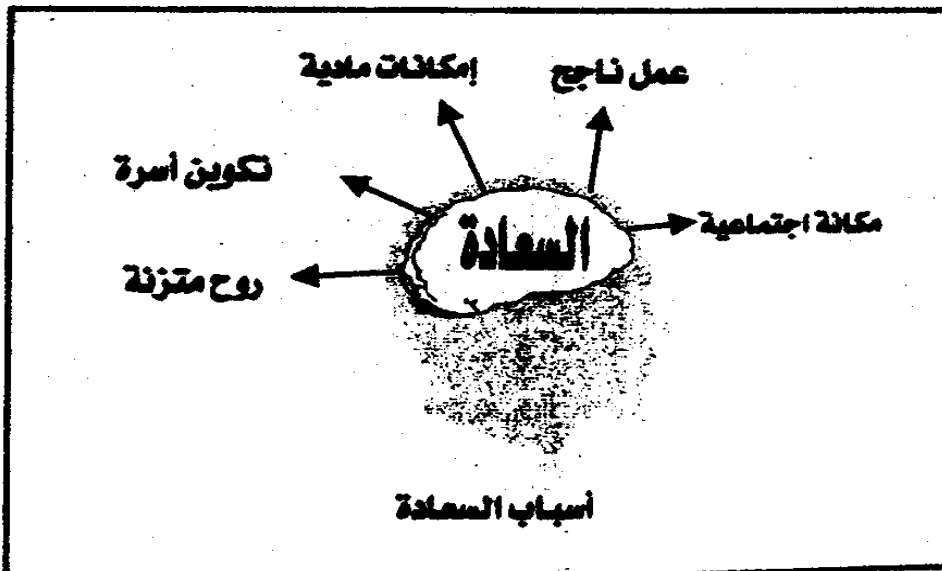 عمل ناجح
إمكانات مادية
تكوين أسرة
مكانة اجتماعية
السعادة
روح متزنة
أسباب السعادة